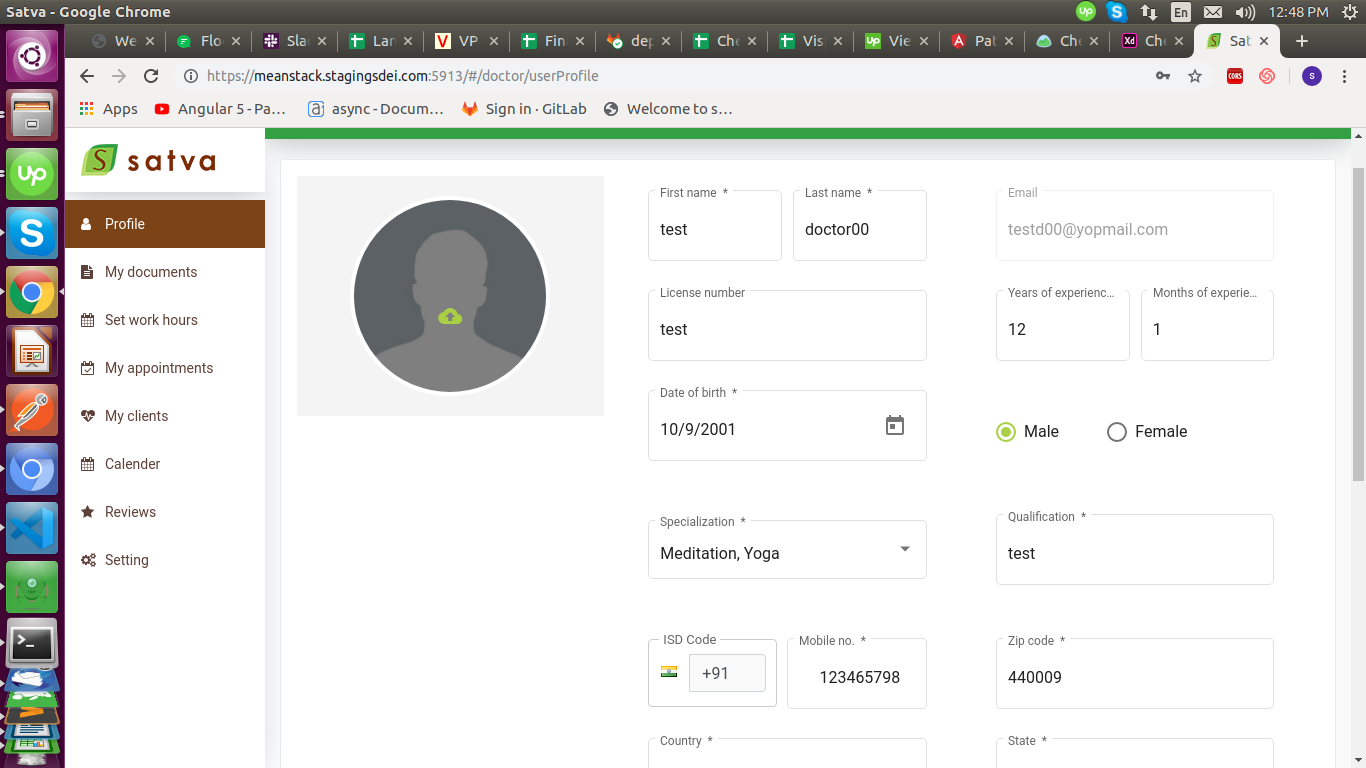 Satva - Google Chrome
En
12:48 PM
We
Flo
Sla
Lar
VP
Fin
dep
Che
Vis
Up Vie
Pat
Che
Xd Che
Sat
https://meanstack.stagingsdei.com:5913/#/doctor/userProfile
CORS
S
Apps
Angular 5 - Pa...
async - Docum...
Sign in · GitLab
Welcome to s...
satva
Profile
My documents
Set work hours
My appointments
My clients
Calender
Reviews
Setting
First name *
test
Last name *
doctor00
Email
testd00@yopmail.com
License number
test
Years of experienc...
12
Months of experie...
1
Date of birth *
10/9/2001
Male
Female
Specialization *
Meditation, Yoga
Qualification *
test
ISD Code
+91
Mobile no. *
123465798
Zip code *
440009
Country *
State *